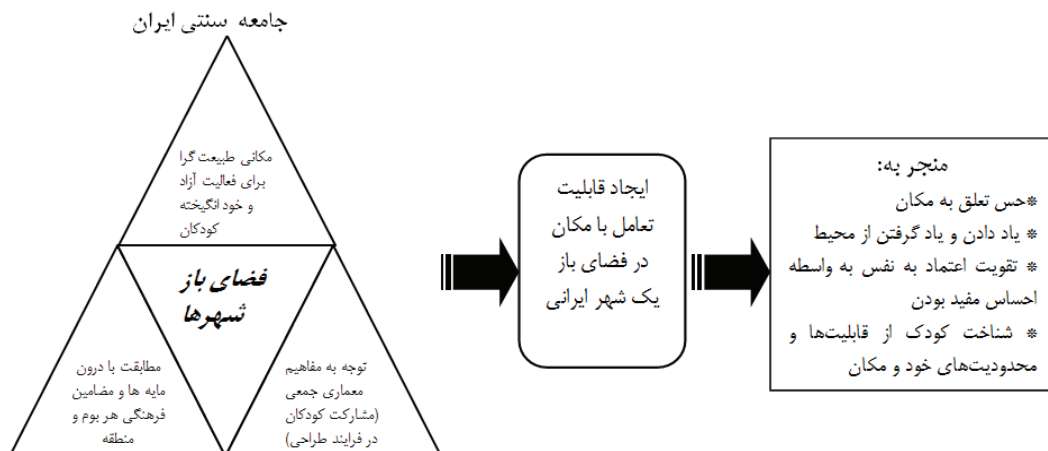 جامعه سنتی ایران
مکانی طبیعت گرا
برای فعالیت آزاد
و خود انگیخته
کودکان
فضای باز
شهرها
توجه به مفاهیم
معماری جمعی
(مشارکت کودکان
در فرایند طراحی)
مطابقت با درون
مایه ها و مضامین
فرهنگی هر بوم و
منطقه
ایجاد قابلیت
تعامل با مکان
در فضای باز
یک شهر ایرانی
منجر به:
*حس تعلق به مکان
* یاد دادن و یاد گرفتن از محیط
* تقویت اعتماد به نفس به واسطه
احساس مفید بودن
* شناخت کودک از قابلیت‌ها و
محدودیت‌های خود و مکان